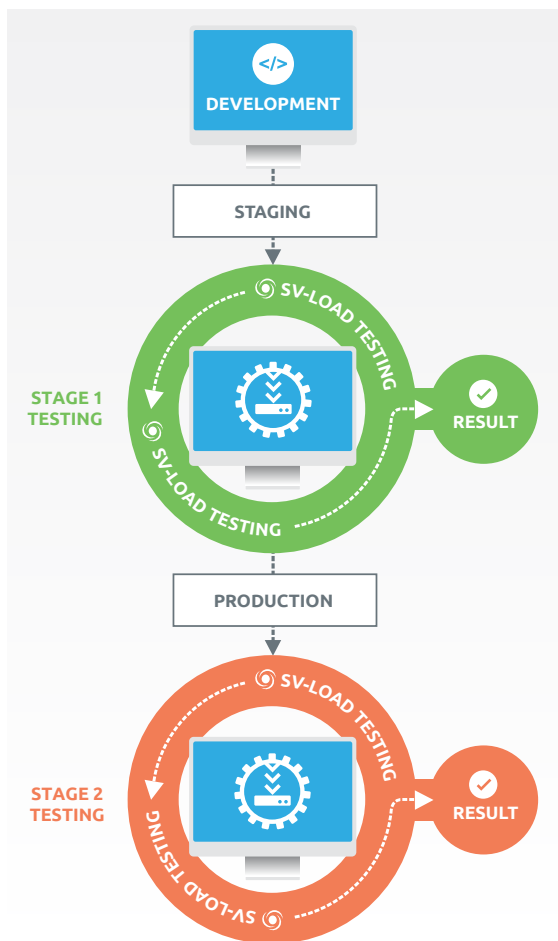 </>
DEVELOPMENT
STAGING
SV-LOAD TESTING
STAGE 1
TESTING
RESULT
SV-LOAD TESTING
PRODUCTION
SV-LOAD TESTING
STAGE 2
TESTING
RESULT
SV-LOAD TESTING